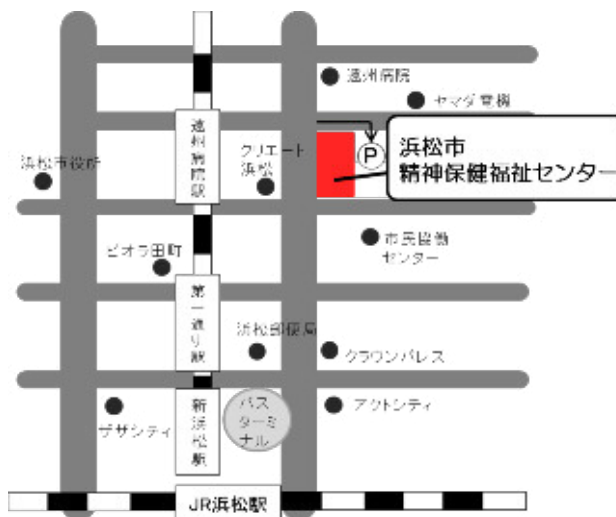 遠州病院
ヤマダ電機
遠州病院駅
クリエート
浜松
浜松市役所
P
浜松市
精神保健福祉センター
市民協働
センター
ビオラ田町
第一通り駅
浜松郵便局
クラウンパレス
ザザシティ
新浜松駅
バス
ターミ
ナル
アクトシティ
JR浜松駅